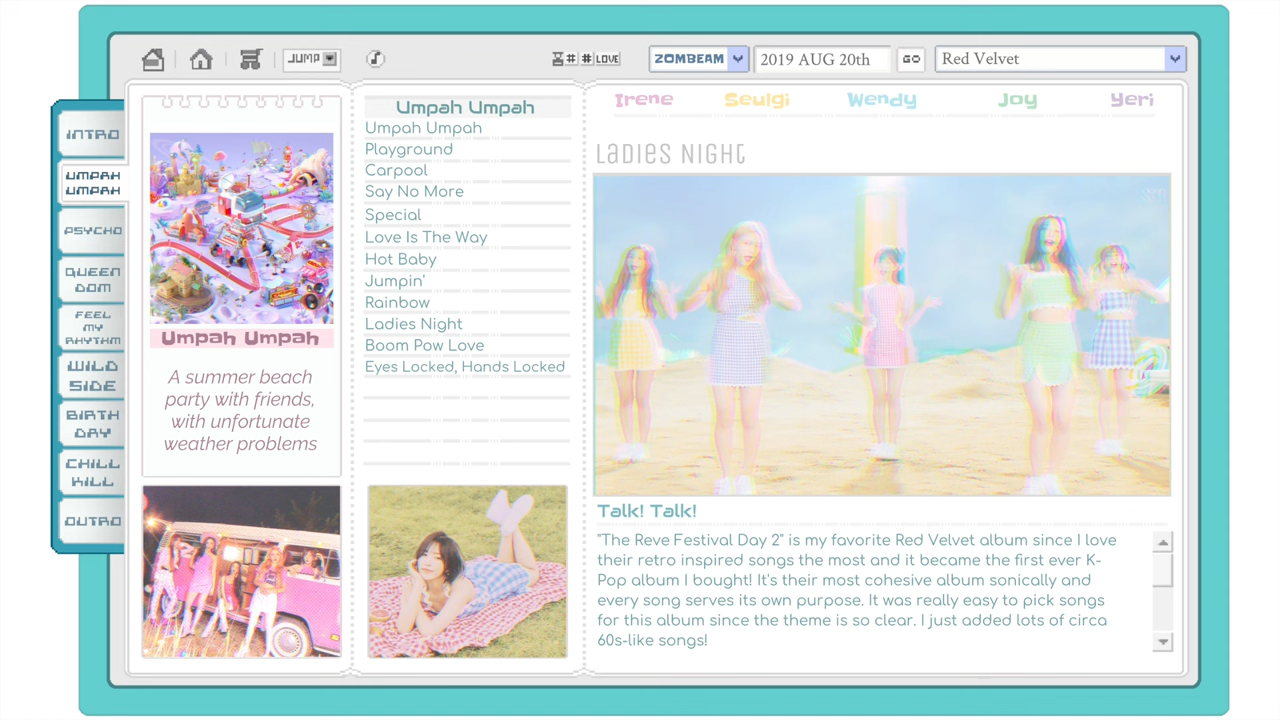 JUMP
# # LOVE
ZOMBEAM
2019 AUG 20th
GO
Red Velvet
INTRO
UMPAH
UMPAH
PSYCHO
QUEEN
DOM
FEEL
MY
RHYTHM
WILD
SIDE
BIRTH
DAY
CHILL
KILL
OUTRO
Umpah Umpah
A summer beach
party with friends,
with unfortunate
weather problems
Umpah Umpah
Umpah Umpah
Playground
Carpool
Say No More
Special
Love Is The Way
Hot Baby
Jumpin'
Rainbow
Ladies Night
Boom Pow Love
Eyes Locked, Hands Locked
Irene Seulgi Wendy Joy Yeri
Ladies Night
Talk! Talk!
"The Reve Festival Day 2" is my favorite Red Velvet album since I love
their retro inspired songs the most and it became the first ever K-
Pop album I bought! It's their most cohesive album sonically and
every song serves its own purpose. It was really easy to pick songs
for this album since the theme is so clear. I just added lots of circa
60s-like songs!